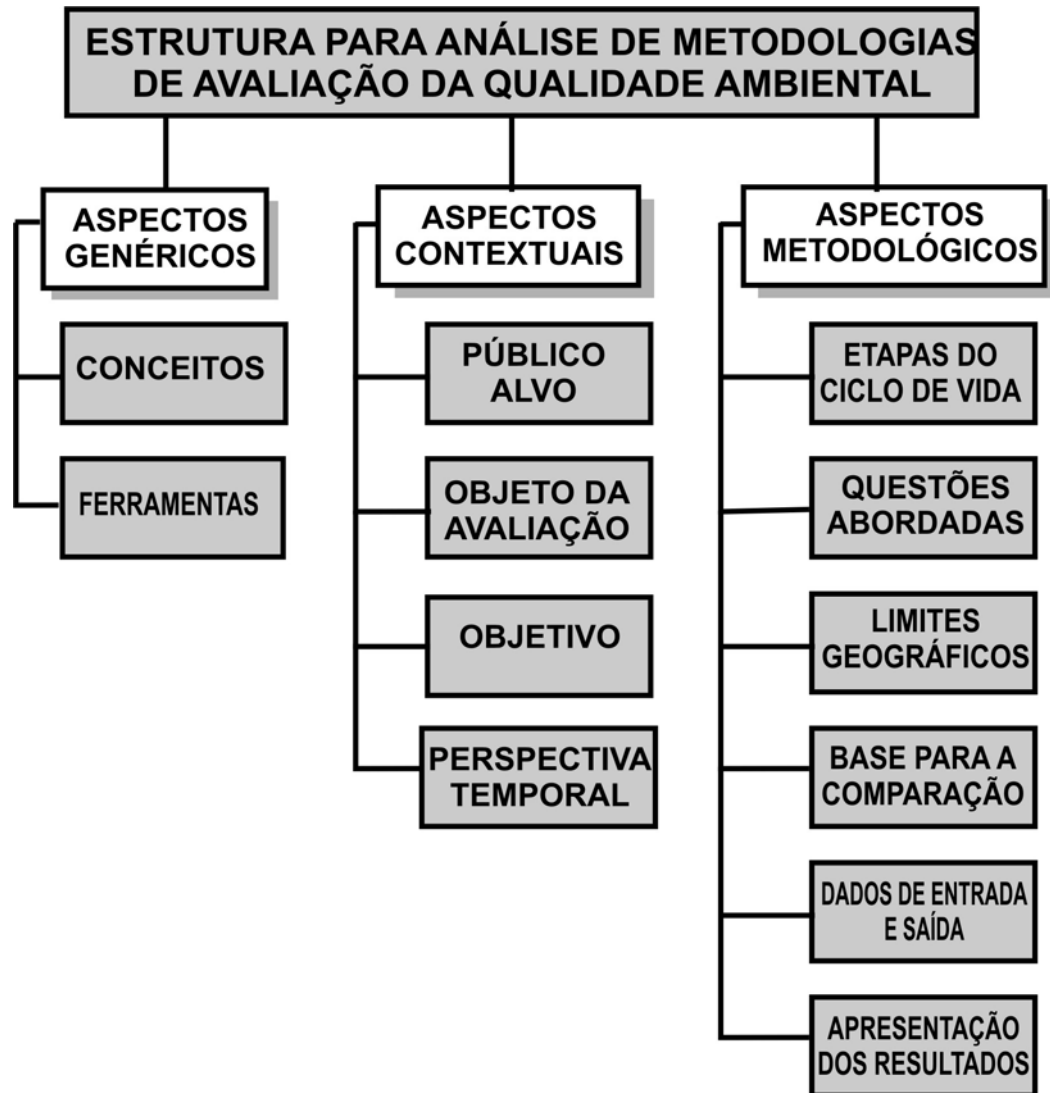 ESTRUTURA PARA ANÁLISE DE METODOLOGIAS
DE AVALIAÇÃO DA QUALIDADE AMBIENTAL
ASPECTOS
GENÉRICOS
CONCEITOS
FERRAMENTAS
ASPECTOS
CONTEXTUAIS
PÚBLICO
ALVO
OBJETO DA
AVALIAÇÃO
OBJETIVO
PERSPECTIVA
TEMPORAL
ASPECTOS
METODOLÓGICOS
ETAPAS DO
CICLO DE VIDA
QUESTÕES
ABORDADAS
LIMITES
GEOGRÁFICOS
BASE PARA A
COMPARAÇÃO
DADOS DE ENTRADA
E SAÍDA
APRESENTAÇÃO
DOS RESULTADOS